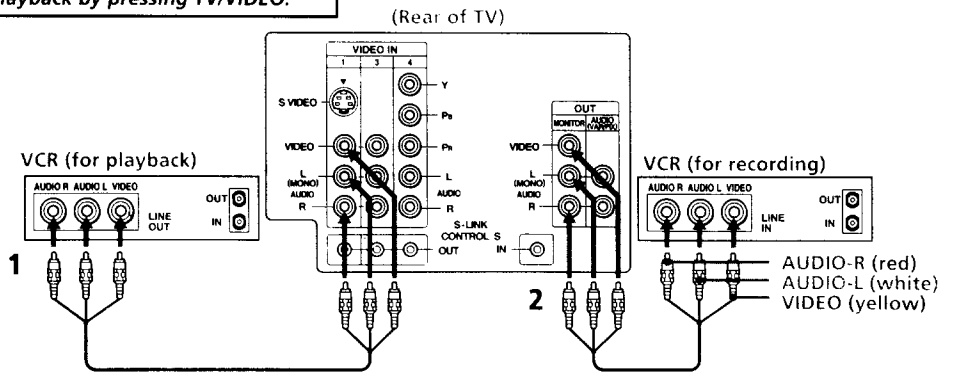 playback by pressing TV/VIDEO.
(Rear of TV)
VIDEO IN
1 3 4
S VIDEO
Y
PB
VIDEO
PR
L
(MONO)
AUDIO
R
L
AUDIO
R
S-LINK
CONTROL S
OUT
IN
OUT
MONITOR
AUDIO
(VAR/FIX)
VIDEO
L
(MONO)
AUDIO
R
VCR (for playback)
AUDIO R AUDIO L VIDEO
LINE
OUT
OUT
IN
1
2
VCR (for recording)
AUDIO R AUDIO L VIDEO
LINE
IN
OUT
IN
AUDIO-R (red)
AUDIO-L (white)
VIDEO (yellow)